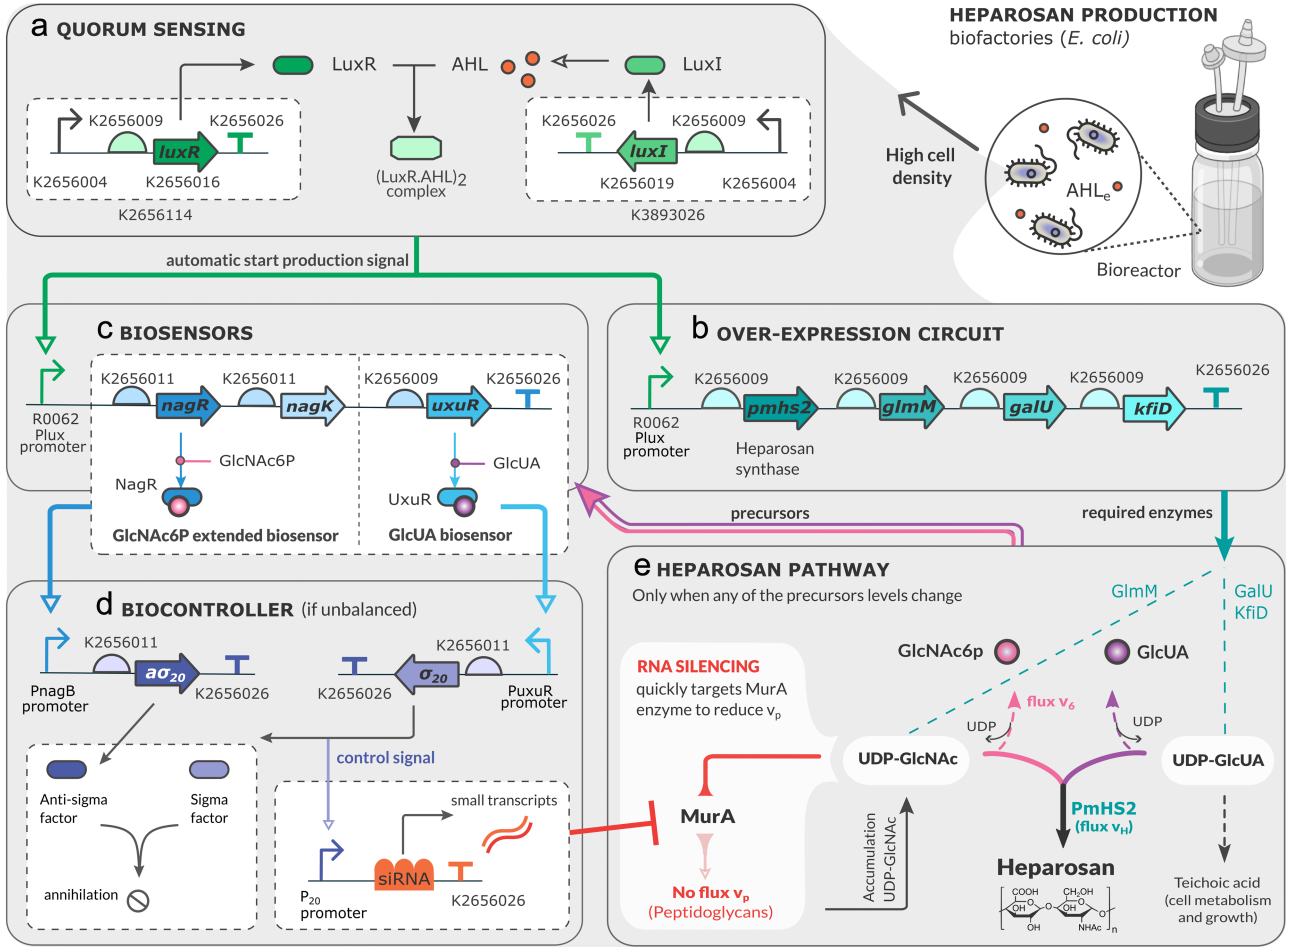 a QUORUM SENSING
LuxR
AHL
LuxI
K2656009
K2656026
luxR
K2656004
K2656016
K2656114
(LuxR.AHL)2
complex
K2656026
K2656009
luxI
K2656019
K2656004
K3893026
HEPAROSAN PRODUCTION
biofactories (E. coli)
High cell
density
AHLe
Bioreactor
automatic start production signal
c BIOSENSORS
K2656011
K2656011
K2656009
K2656026
nagR
nagK
uxuR
R0062
Plux
promoter
GlcNAc6P
GlcUA
NagR
UxuR
GlcNAc6P extended biosensor
GlcUA biosensor
b OVER-EXPRESSION CIRCUIT
K2656009
K2656009
K2656009
K2656009
K2656026
pmhs2
glmM
galU
kfiD
R0062
Plux
promoter
Heparosan
synthase
precursors
required enzymes
d BIOCONTROLLER (if unbalanced)
K2656011
aσ20
K2656026
PnagB
promoter
K2656011
σ20
K2656026
PuxuR
promoter
control signal
Anti-sigma
factor
Sigma
factor
annihilation
small transcripts
siRNA
P20
promoter
K2656026
e HEPAROSAN PATHWAY
Only when any of the precursors levels change
GlmM
GalU
KfiD
RNA SILENCING
quickly targets MurA
enzyme to reduce vp
GlcNAc6p
GlcUA
flux v6
UDP
UDP
UDP-GlcNAc
UDP-GlcUA
MurA
No flux vp
(Peptidoglycans)
Accumulation
UDP-GlcNAc
PmHS2
(flux vH)
Heparosan
COOH
CH2OH
OH
OH
O
O
O
O
OH
NHAc
n
Teichoic acid
(cell metabolism
and growth)